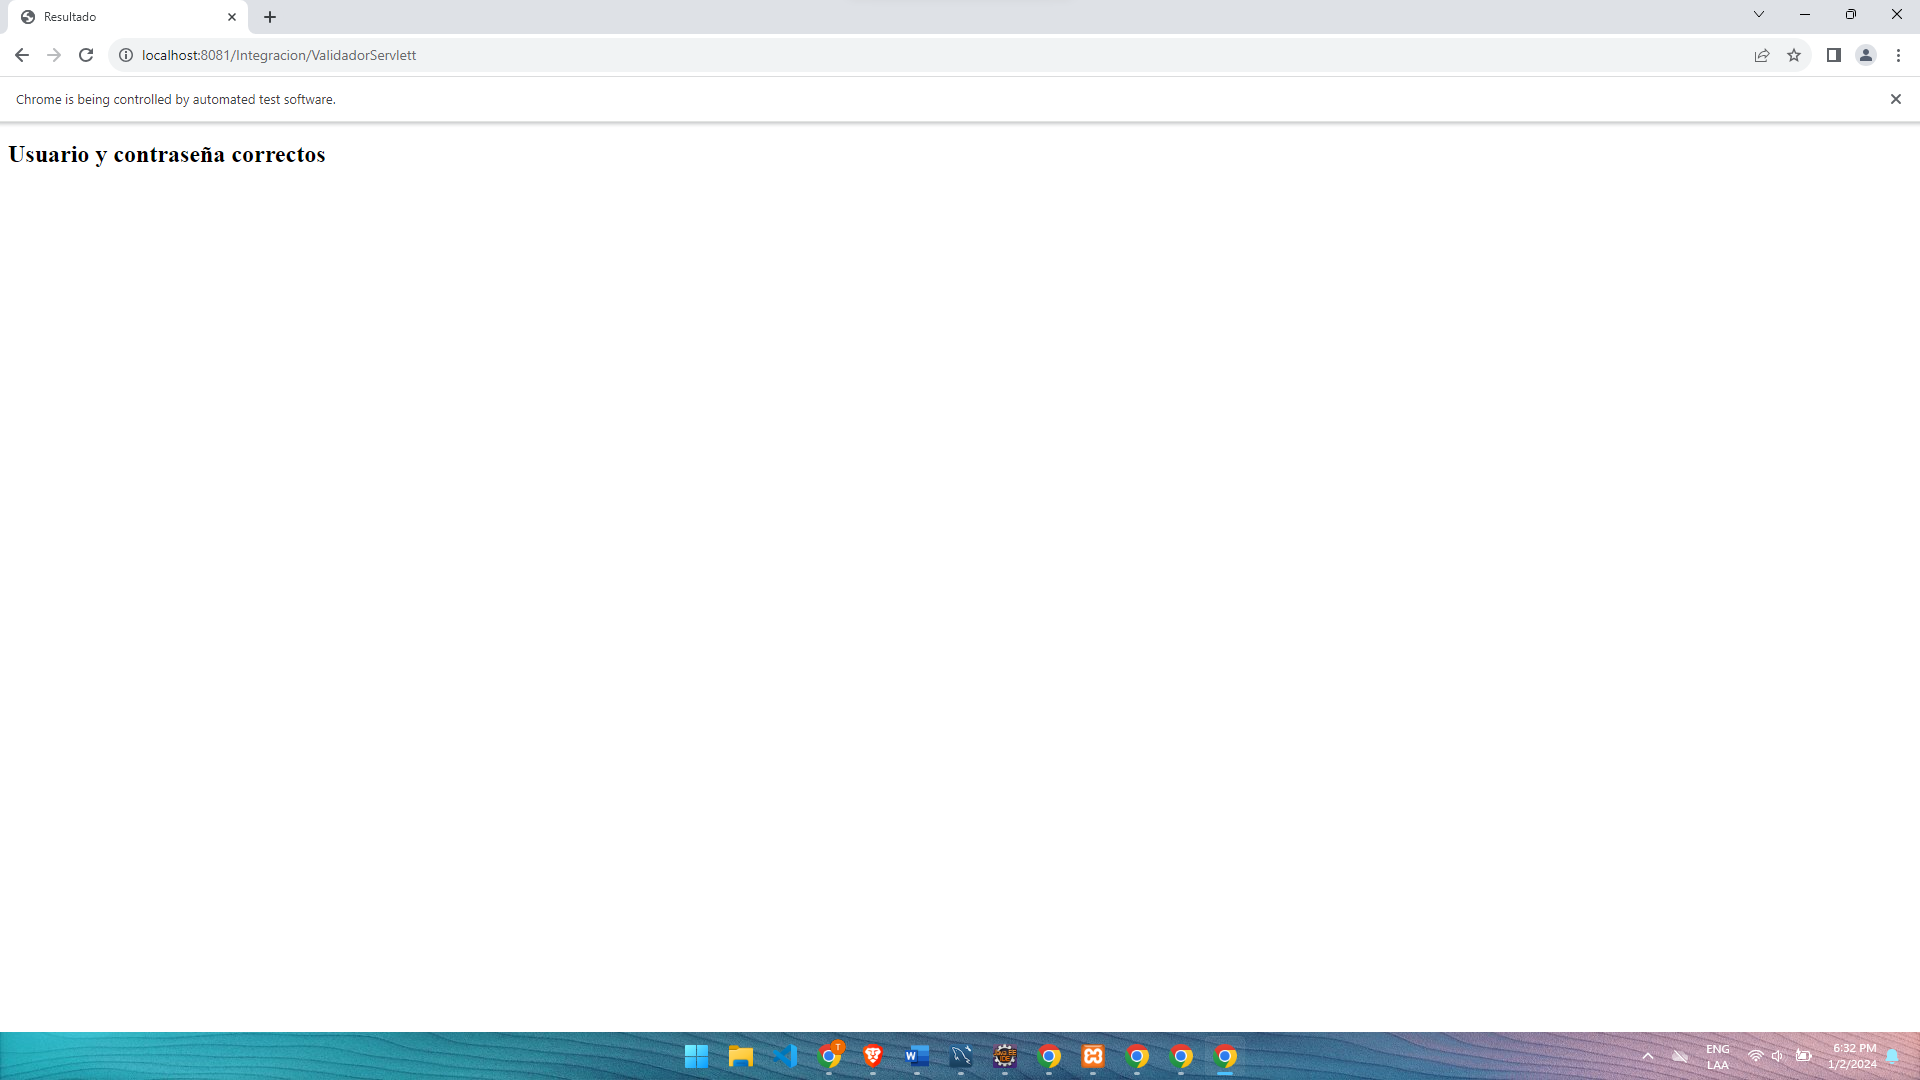 Resultado
localhost:8081/Integracion/ValidadorServlett
Chrome is being controlled by automated test software.
Usuario y contraseña correctos
T
ENG
LAA
6:32 PM
1/2/2024